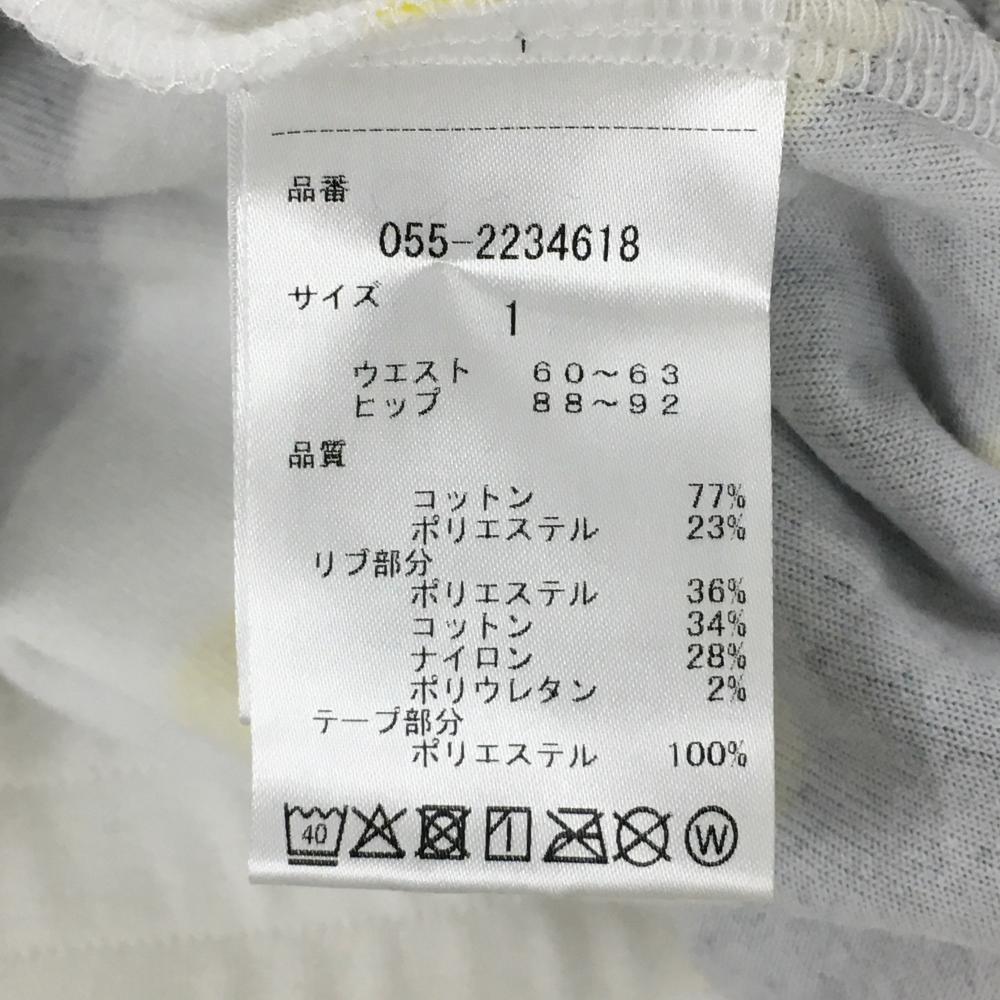 品番
055-2234618
サイズ
1
ウエスト 60～63
ヒップ 88～92
品質
コットン 77%
ポリエステル 23%
リブ部分
ポリエステル 36%
コットン 34%
ナイロン 28%
ポリウレタン 2%
テープ部分
ポリエステル 100%
40 W